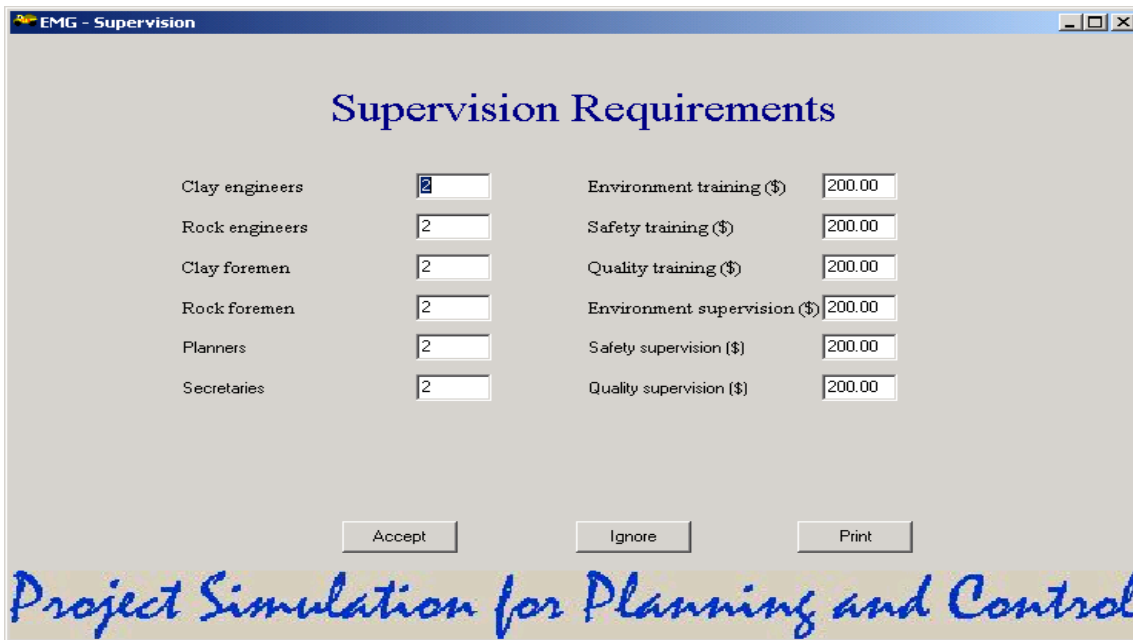 EMG - Supervision
Supervision Requirements
Clay engineers 2 Environment training ($) 200.00
Rock engineers 2 Safety training ($) 200.00
Clay foremen 2 Quality training ($) 200.00
Rock foremen 2 Environment supervision ($) 200.00
Planners 2 Safety supervision ($) 200.00
Secretaries 2 Quality supervision ($) 200.00
Accept Ignore Print
Project Simulation for Planning and Control